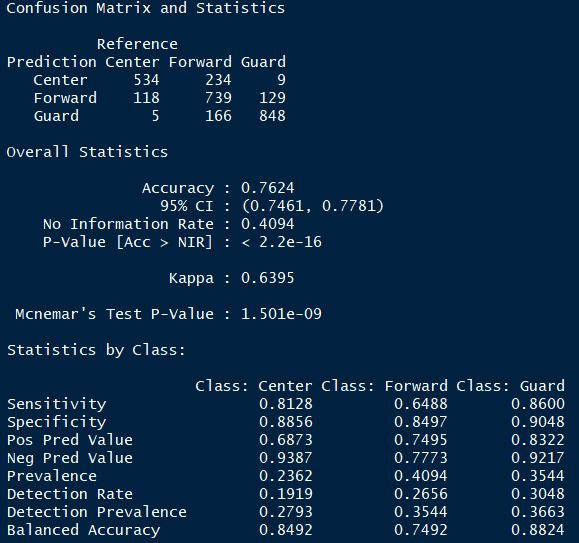 Confusion Matrix and Statistics
Reference
Prediction Center Forward Guard
Center 534 234 9
Forward 118 739 129
Guard 5 166 848
Overall Statistics
Accuracy : 0.7624
95% CI : (0.7461, 0.7781)
No Information Rate : 0.4094
P-Value [Acc > NIR] : < 2.2e-16
Kappa : 0.6395
Mcnemar's Test P-Value : 1.501e-09
Statistics by Class:
Class: Center Class: Forward Class: Guard
Sensitivity 0.8128 0.6488 0.8600
Specificity 0.8856 0.8497 0.9048
Pos Pred Value 0.6873 0.7495 0.8322
Neg Pred Value 0.9387 0.7773 0.9217
Prevalence 0.2362 0.4094 0.3544
Detection Rate 0.1919 0.2656 0.3048
Detection Prevalence 0.2793 0.3544 0.3663
Balanced Accuracy 0.8492 0.7492 0.8824